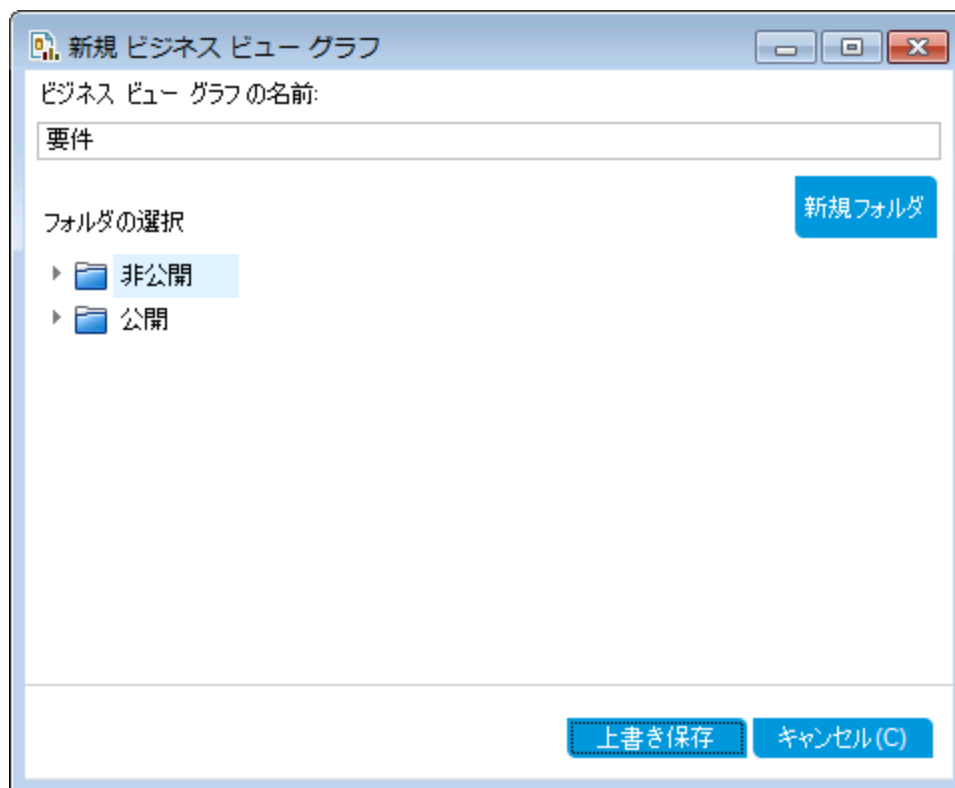 新規 ビジネス ビュー グラフ
ビジネス ビュー グラフの名前:
要件
新規フォルダ
フォルダの選択
非公開
公開
上書き保存 キャンセル(C)